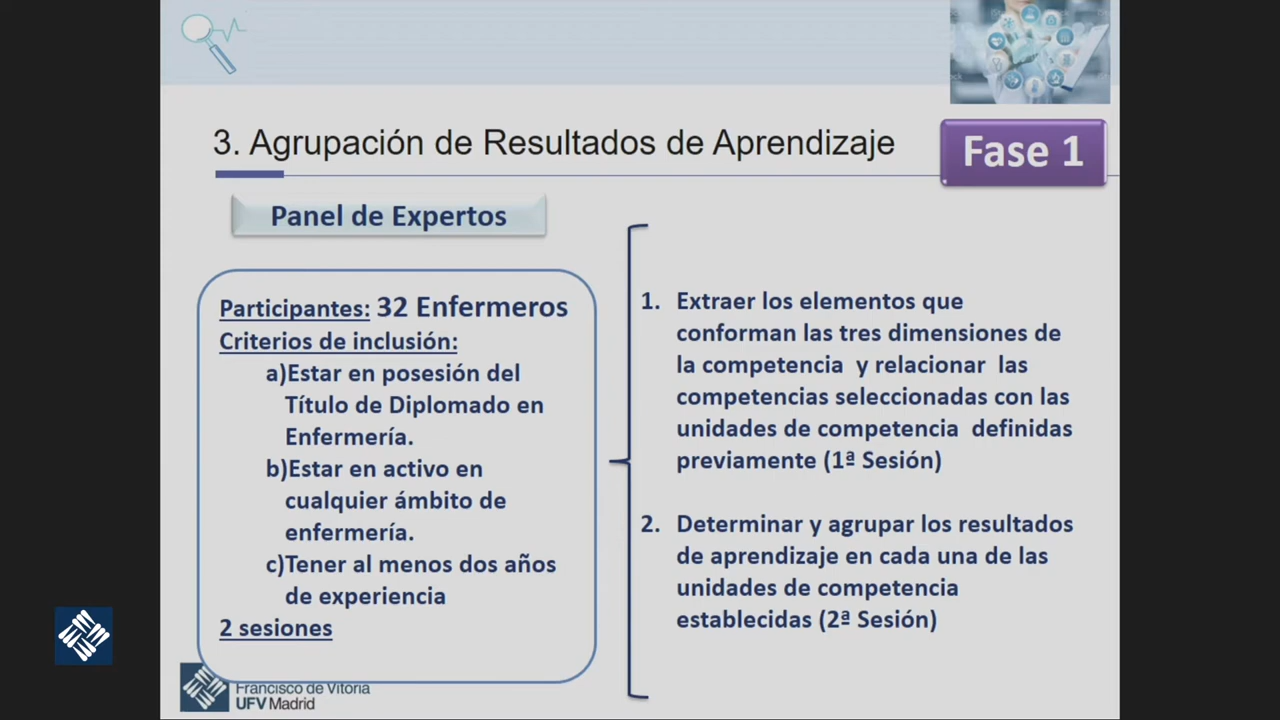 3. Agrupación de Resultados de Aprendizaje
Fase 1
Panel de Expertos
Participantes: 32 Enfermeros
Criterios de inclusión:
a)Estar en posesión del
Título de Diplomado en
Enfermería.
b)Estar en activo en
cualquier ámbito de
enfermería.
c)Tener al menos dos años
de experiencia
2 sesiones
1. Extraer los elementos que
conforman las tres dimensiones de
la competencia y relacionar las
competencias seleccionadas con las
unidades de competencia definidas
previamente (1ª Sesión)
2. Determinar y agrupar los resultados
de aprendizaje en cada una de las
unidades de competencia
establecidas (2ª Sesión)
Francisco de Vitoria
UFV Madrid